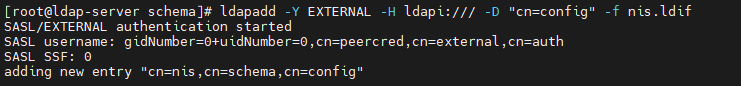 [root@ldap-server schema]# ldapadd -Y EXTERNAL -H ldapi:/// -D "cn=config" -f nis.ldif
SASL/EXTERNAL authentication started
SASL username: gidNumber=0+uidNumber=0,cn=peercred,cn=external,cn=auth
SASL SSF: 0
adding new entry "cn=nis,cn=schema,cn=config"